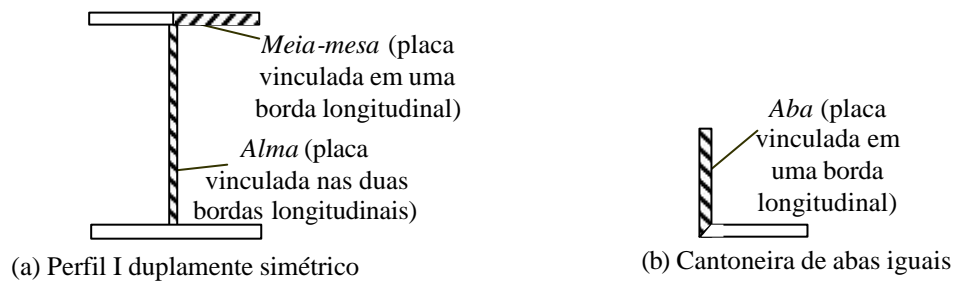 Meia-mesa (placa
vinculada em uma
borda longitudinal)
Alma (placa
vinculada nas duas
bordas longitudinais)
(a) Perfil I duplamente simétrico
Aba (placa
vinculada em
uma borda
longitudinal)
(b) Cantoneira de abas iguais